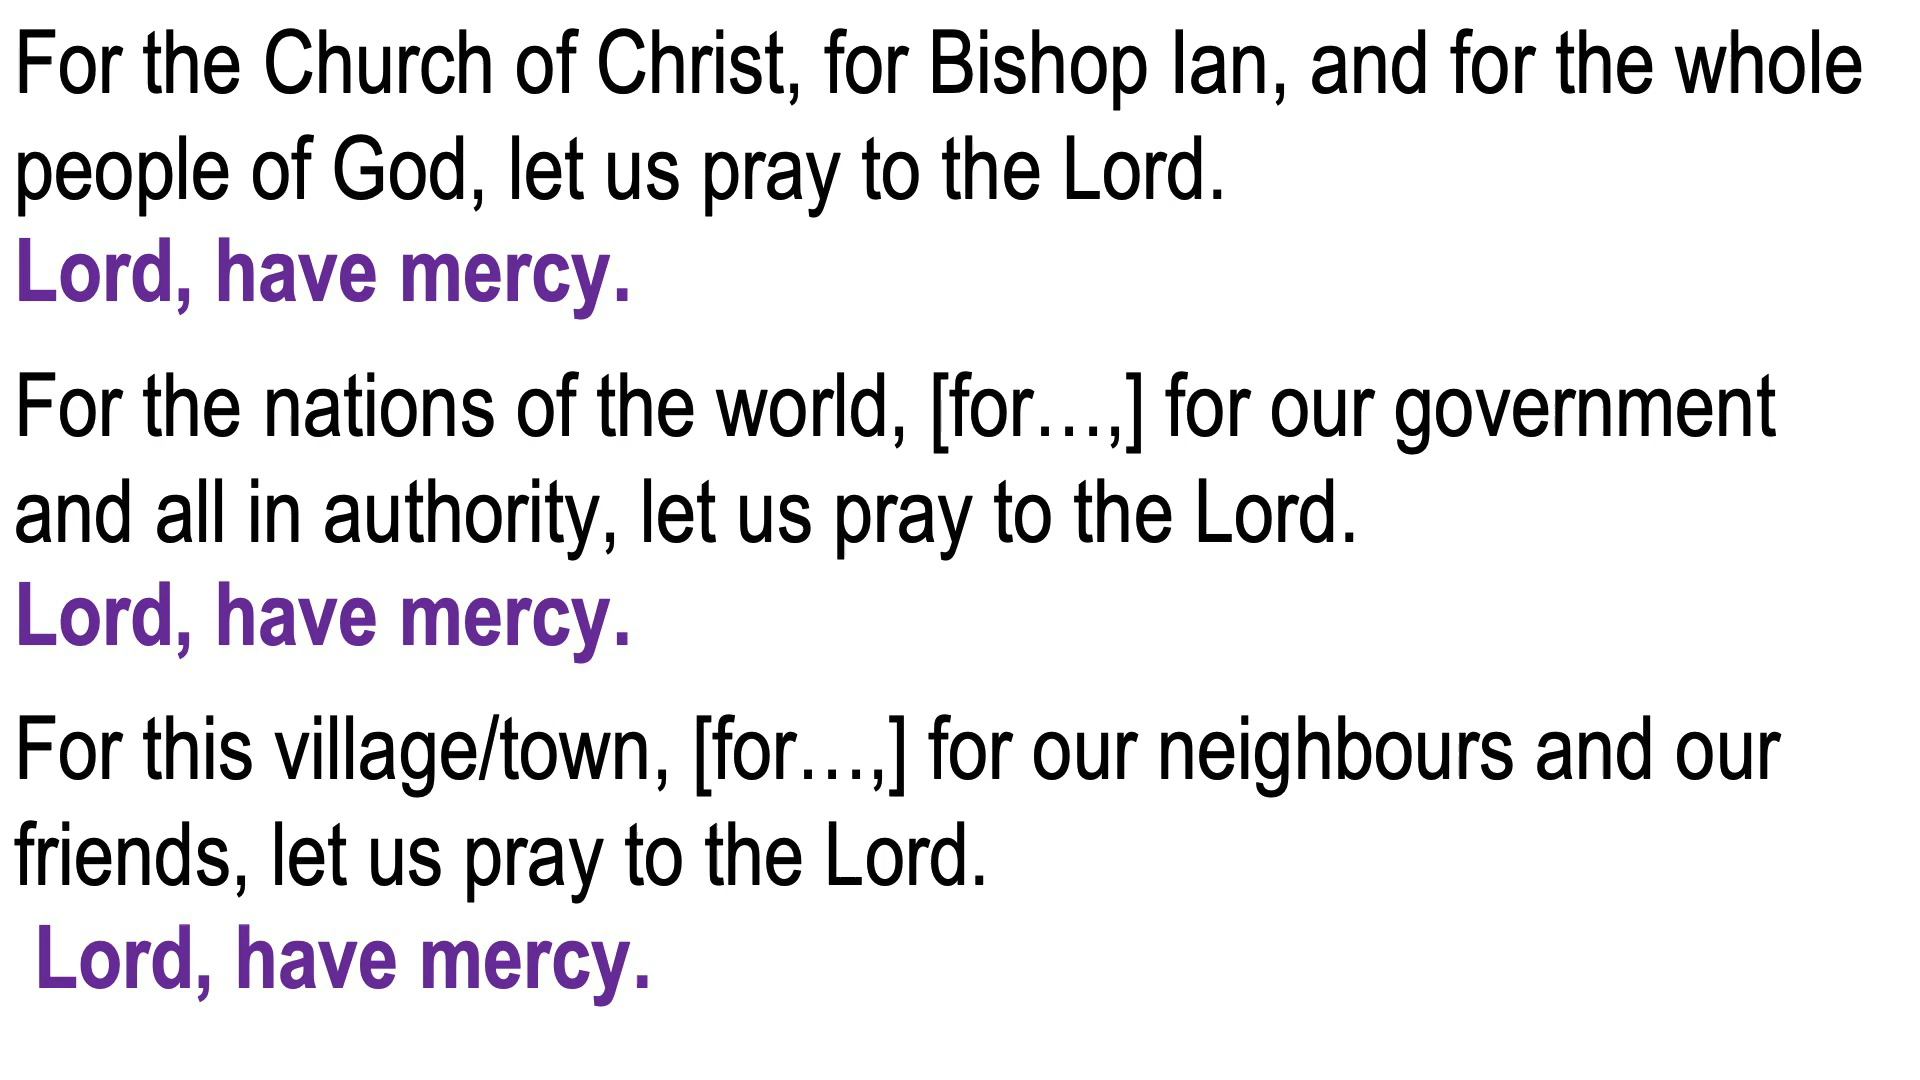 For the Church of Christ, for Bishop Ian, and for the whole
people of God, let us pray to the Lord.
Lord, have mercy.
For the nations of the world, [for…,] for our government
and all in authority, let us pray to the Lord.
Lord, have mercy.
For this village/town, [for…,] for our neighbours and our
friends, let us pray to the Lord.
Lord, have mercy.